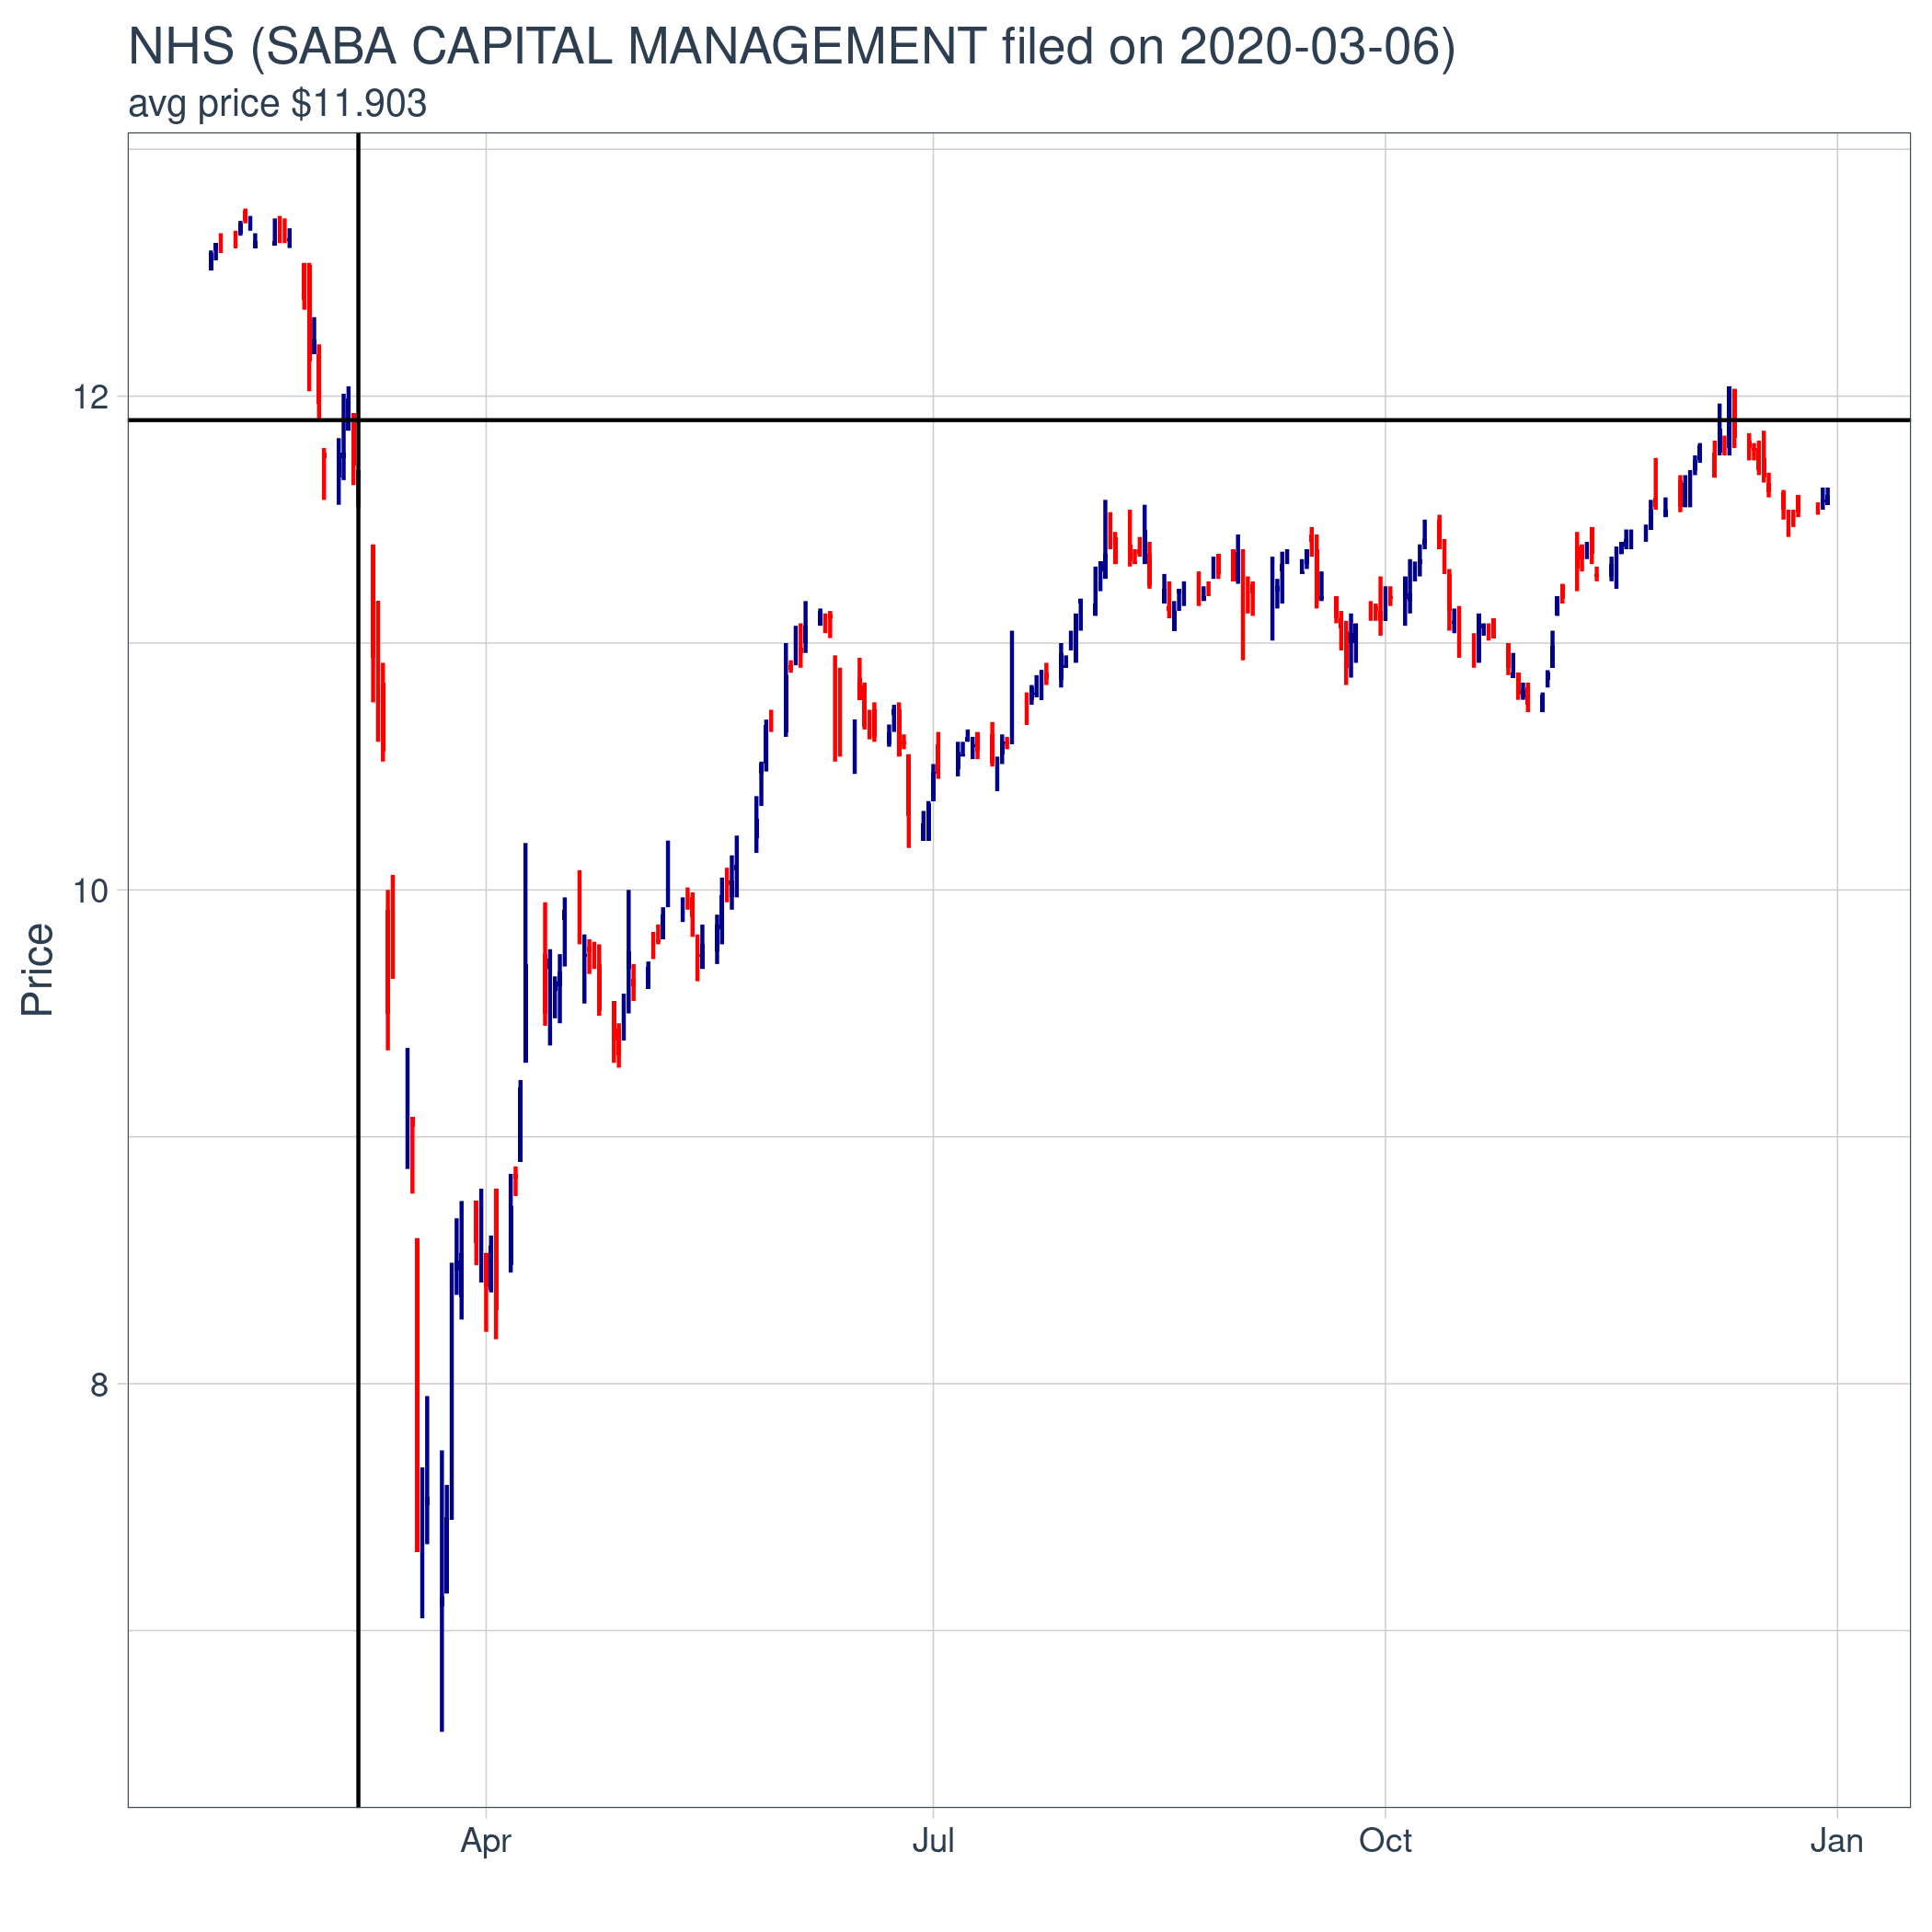 NHS (SABA CAPITAL MANAGEMENT filed on 2020-03-06)
avg price $11.903
12
10
8
Price
Apr Jul Oct Jan